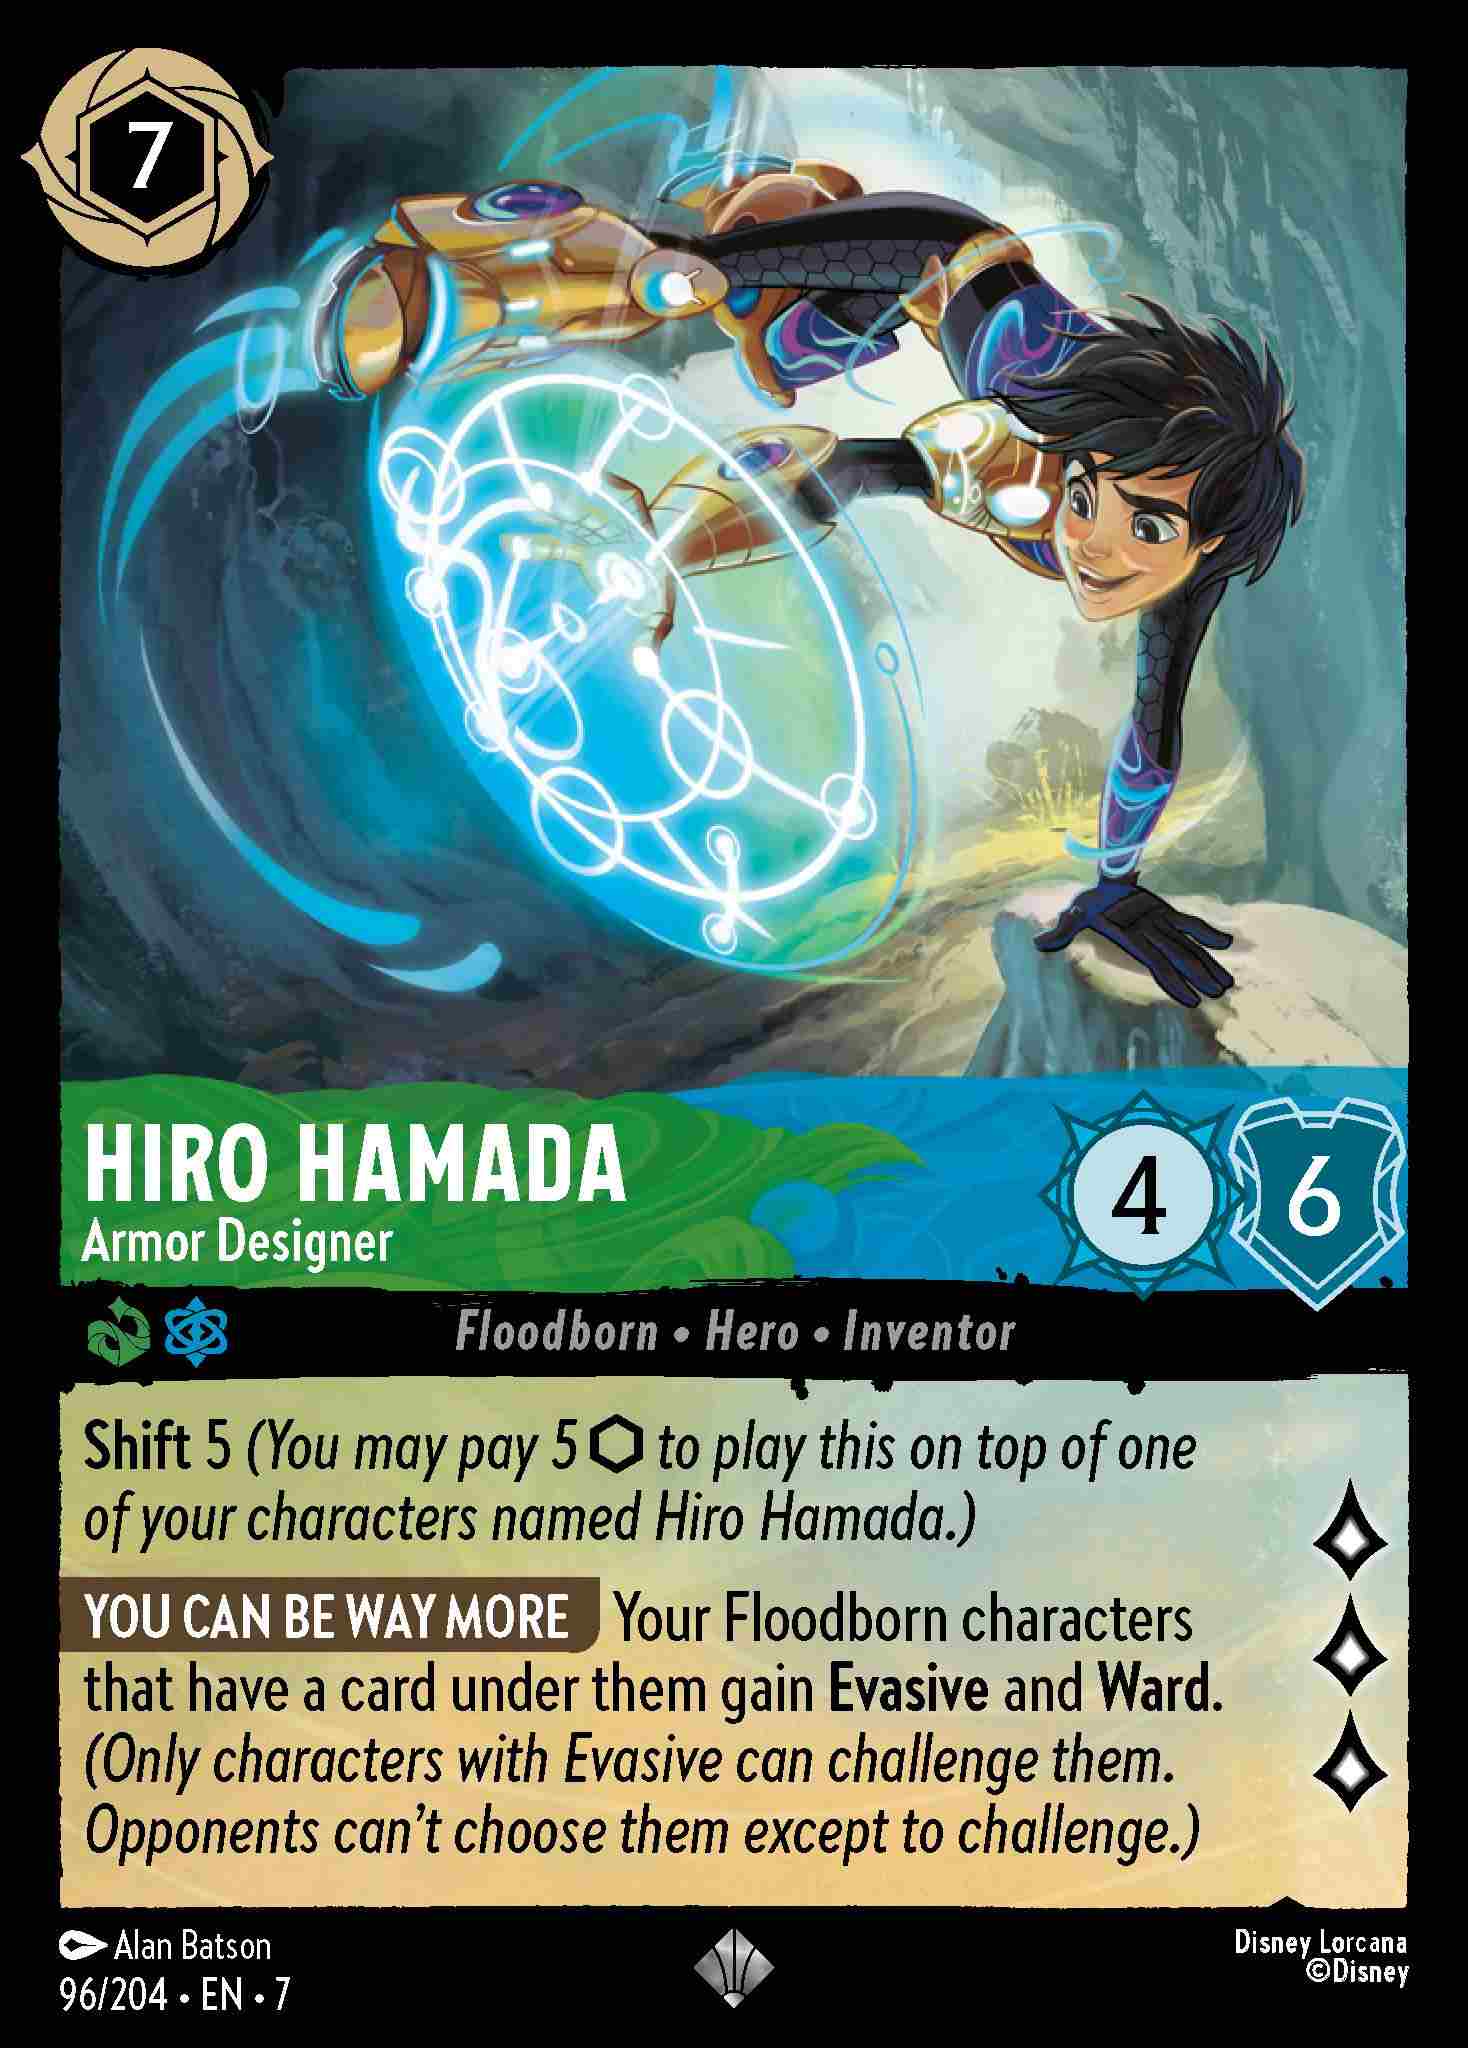 7
HIRO HAMADA
Armor Designer
4
6
Floodborn • Hero • Inventor
Shift 5 (You may pay 5 ⬡ to play this on top of one
of your characters named Hiro Hamada.)
YOU CAN BE WAY MORE Your Floodborn characters
that have a card under them gain Evasive and Ward.
(Only characters with Evasive can challenge them.
Opponents can't choose them except to challenge.)
Alan Batson
96/204 • EN • 7
Disney Lorcana
©Disney